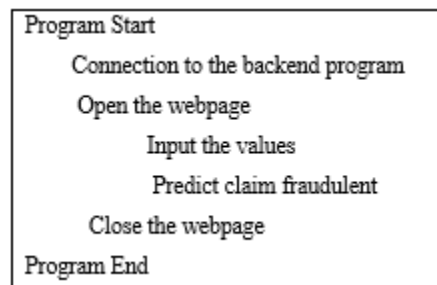 Program Start
Connection to the backend program
Open the webpage
Input the values
Predict claim fraudulent
Close the webpage
Program End